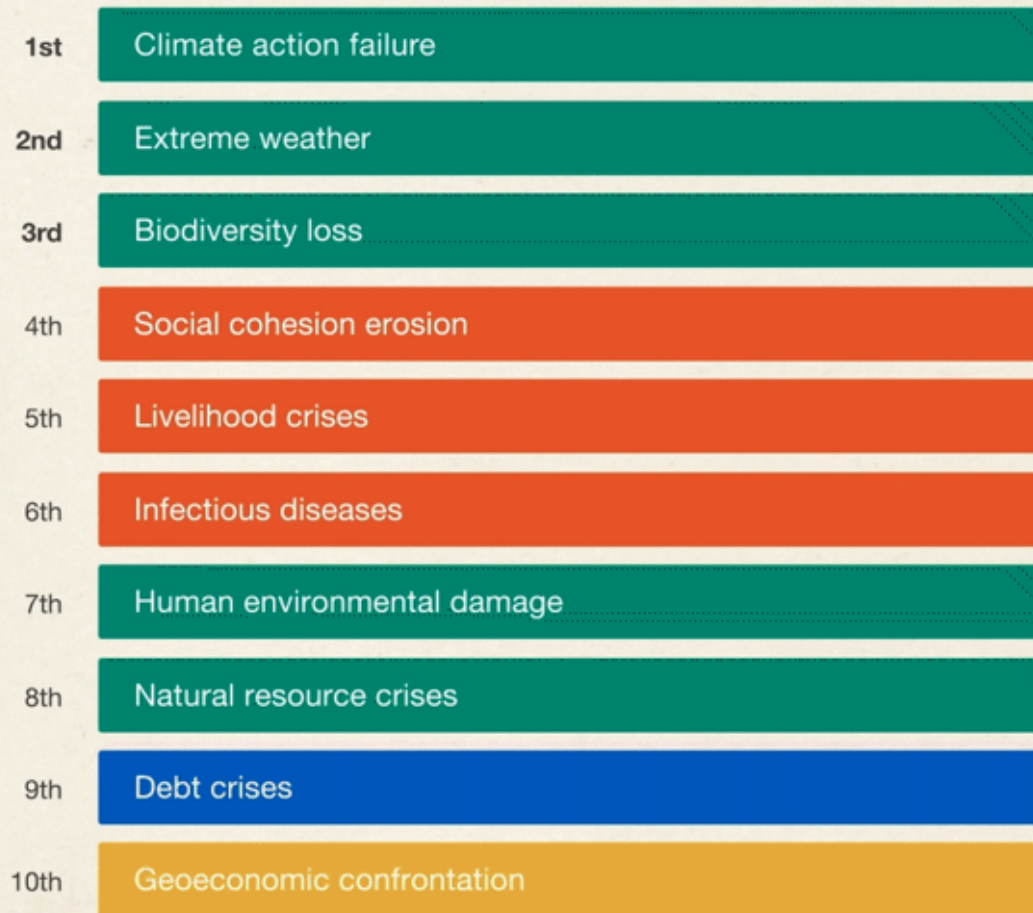 1st Climate action failure
2nd Extreme weather
3rd Biodiversity loss
4th Social cohesion erosion
5th Livelihood crises
6th Infectious diseases
7th Human environmental damage
8th Natural resource crises
9th Debt crises
10th Geoeconomic confrontation